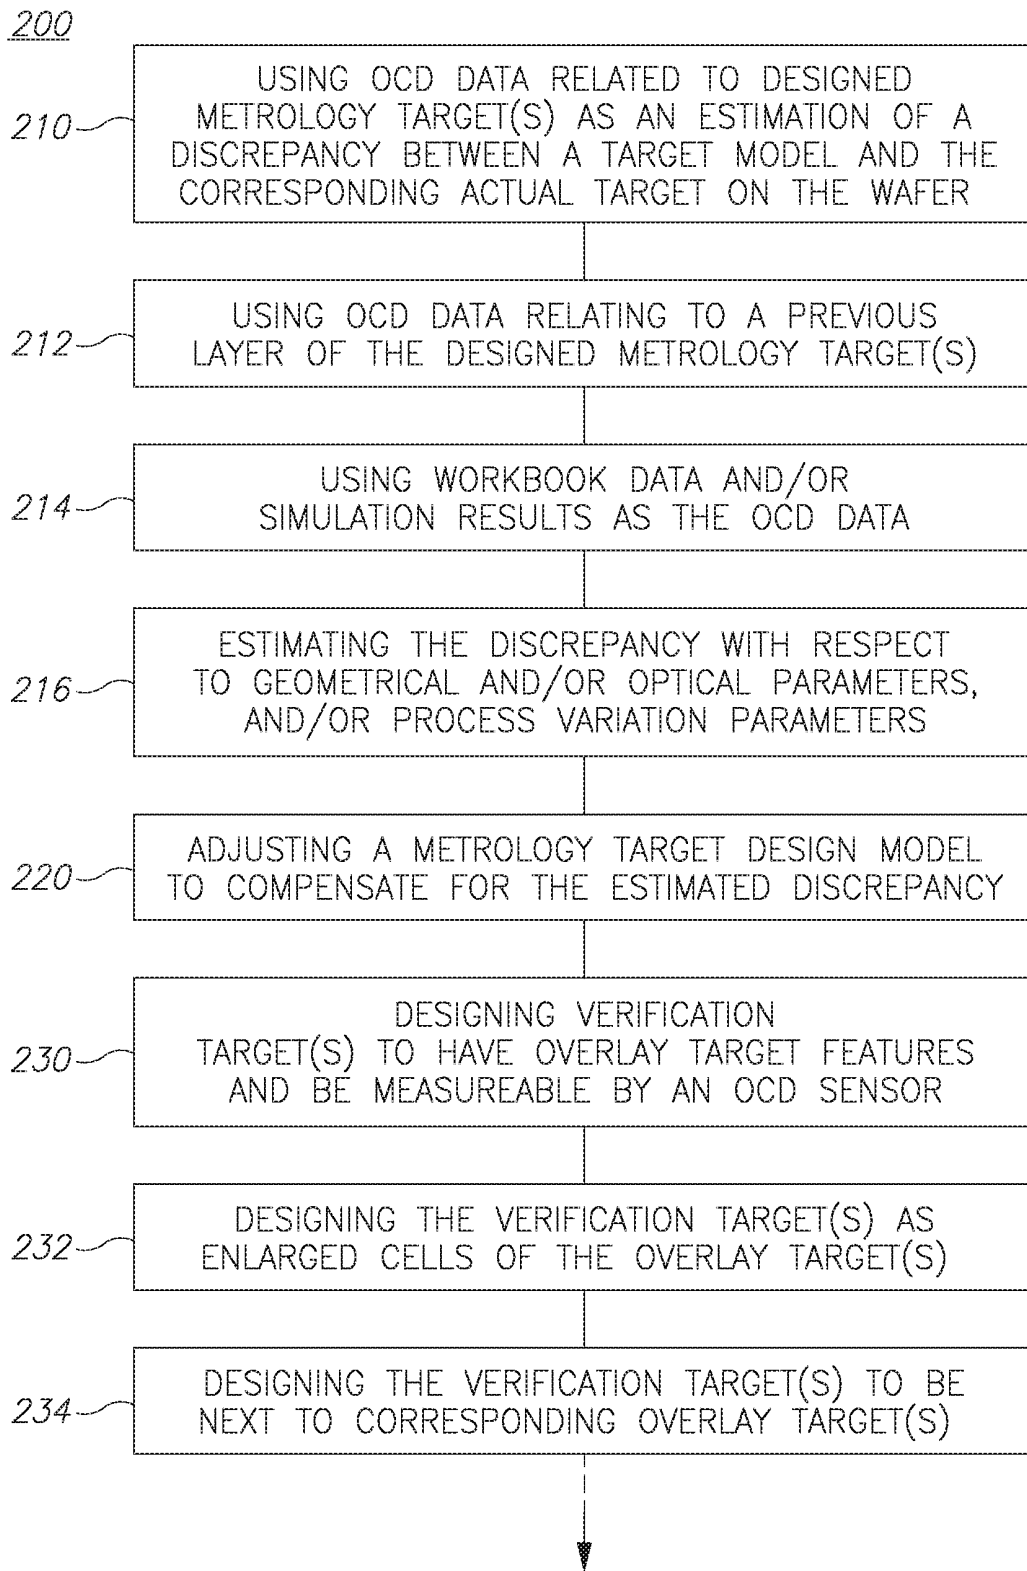 200
210
USING OCD DATA RELATED TO DESIGNED
METROLOGY TARGET(S) AS AN ESTIMATION OF A
DISCREPANCY BETWEEN A TARGET MODEL AND THE
CORRESPONDING ACTUAL TARGET ON THE WAFER
212
USING OCD DATA RELATING TO A PREVIOUS
LAYER OF THE DESIGNED METROLOGY TARGET(S)
214
USING WORKBOOK DATA AND/OR
SIMULATION RESULTS AS THE OCD DATA
216
ESTIMATING THE DISCREPANCY WITH RESPECT
TO GEOMETRICAL AND/OR OPTICAL PARAMETERS,
AND/OR PROCESS VARIATION PARAMETERS
220
ADJUSTING A METROLOGY TARGET DESIGN MODEL
TO COMPENSATE FOR THE ESTIMATED DISCREPANCY
230
DESIGNING VERIFICATION
TARGET(S) TO HAVE OVERLAY TARGET FEATURES
AND BE MEASUREABLE BY AN OCD SENSOR
232
DESIGNING THE VERIFICATION TARGET(S) AS
ENLARGED CELLS OF THE OVERLAY TARGET(S)
234
DESIGNING THE VERIFICATION TARGET(S) TO BE
NEXT TO CORRESPONDING OVERLAY TARGET(S)